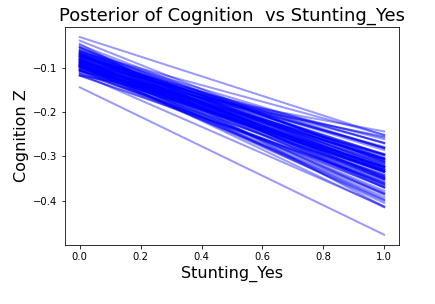 Posterior of Cognition  vs Stunting_Yes
Cognition Z
−0.1
−0.2
−0.3
−0.4
0.0 0.2 0.4 0.6 0.8 1.0
Stunting_Yes